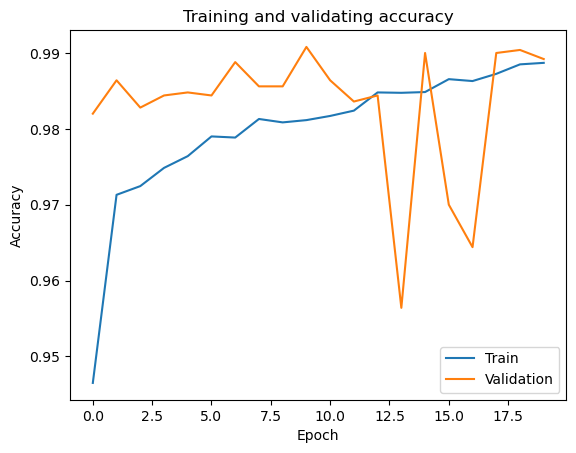 Training and validating accuracy
0.99
0.98
0.97
0.96
0.95
Accuracy
0.0 2.5 5.0 7.5 10.0 12.5 15.0 17.5
Epoch
Train
Validation